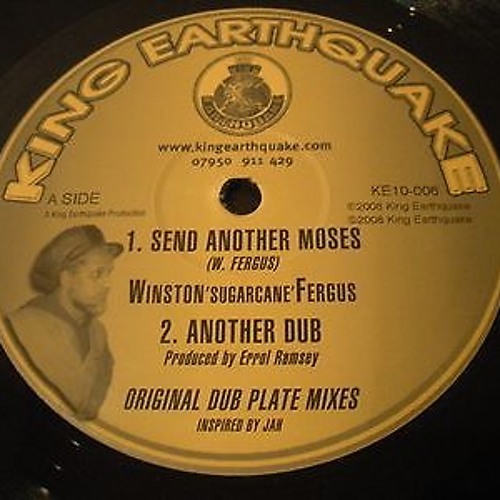 KING EARTHQUAKE
www.kingearthquake.com
07950 911 429
A SIDE
A King Earthquake Production
KE10-006
©2008 King Earthquake
©2008 King Earthquake
1. SEND ANOTHER MOSES
(W. FERGUS)
WINSTON'SUGARCANE'FERGUS
2. ANOTHER DUB
Produced by Errol Ramsey
ORIGINAL DUB PLATE MIXES
INSPIRED BY JAH